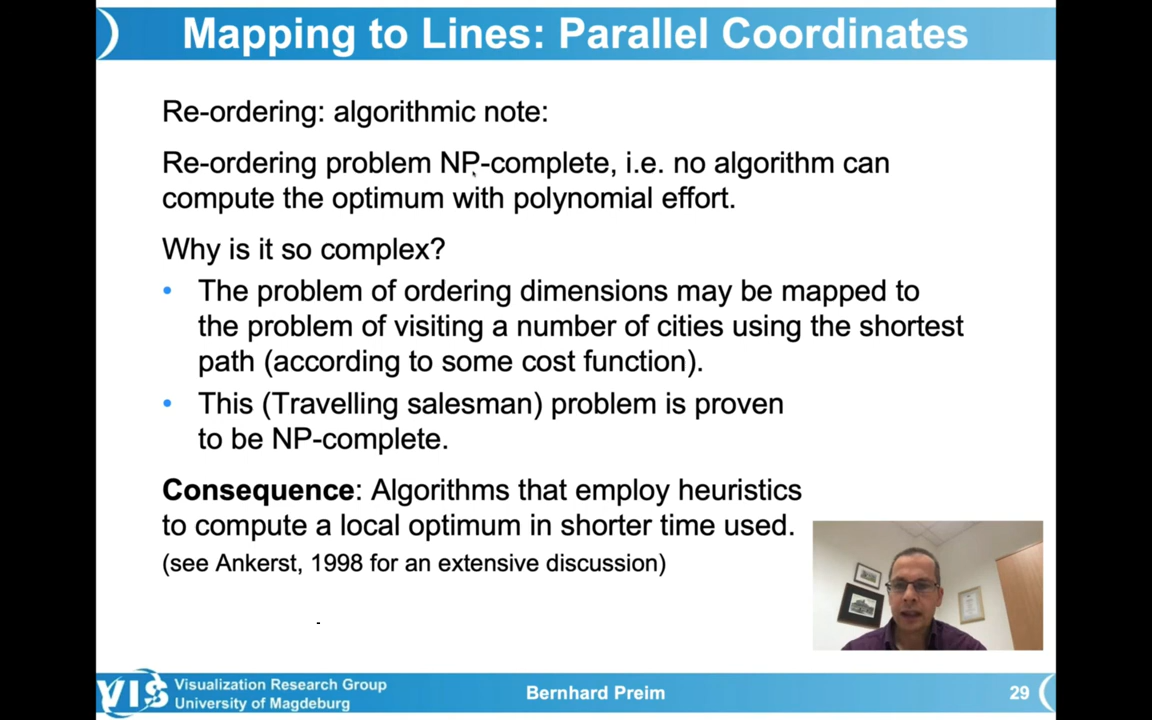 Mapping to Lines: Parallel Coordinates
Re-ordering: algorithmic note:
Re-ordering problem NP-complete, i.e. no algorithm can
compute the optimum with polynomial effort.
Why is it so complex?
• The problem of ordering dimensions may be mapped to
the problem of visiting a number of cities using the shortest
path (according to some cost function).
• This (Travelling salesman) problem is proven
to be NP-complete.
Consequence: Algorithms that employ heuristics
to compute a local optimum in shorter time used.
(see Ankerst, 1998 for an extensive discussion)
VIS
Visualization Research Group
University of Magdeburg
Bernhard Preim
29